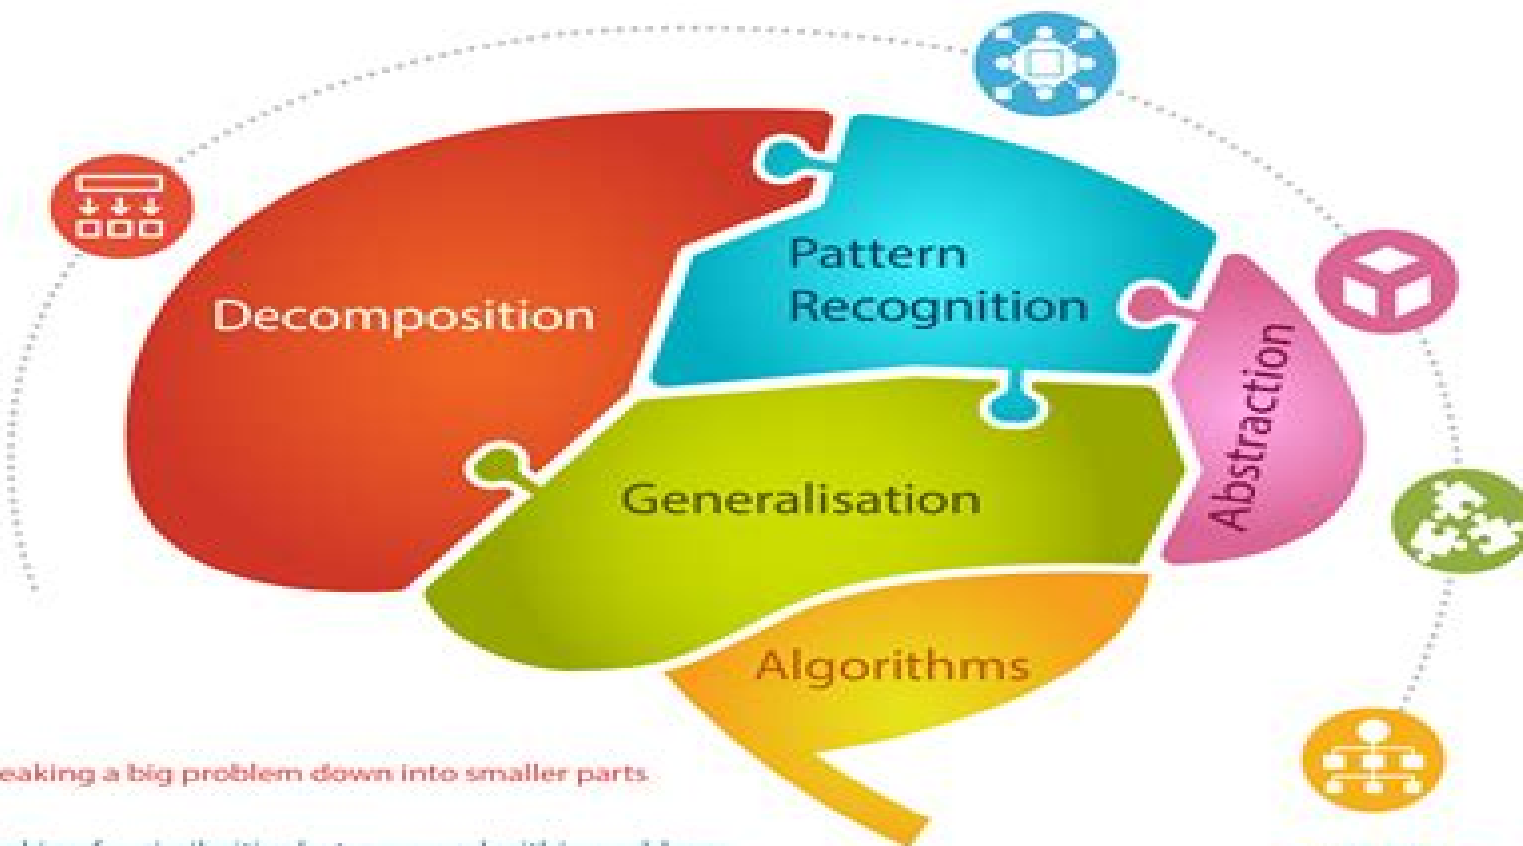 Decomposition
Pattern
Recognition
Abstraction
Generalisation
Algorithms
eaking a big problem down into smaller parts